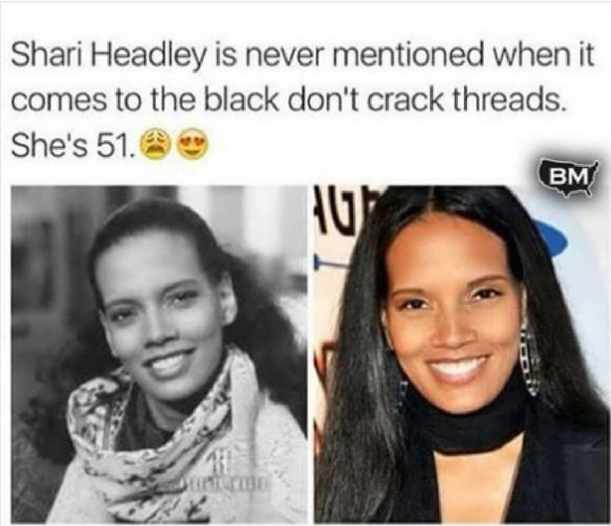 Shari Headley is never mentioned when it
comes to the black don't crack threads.
She's 51.😩😍
BM